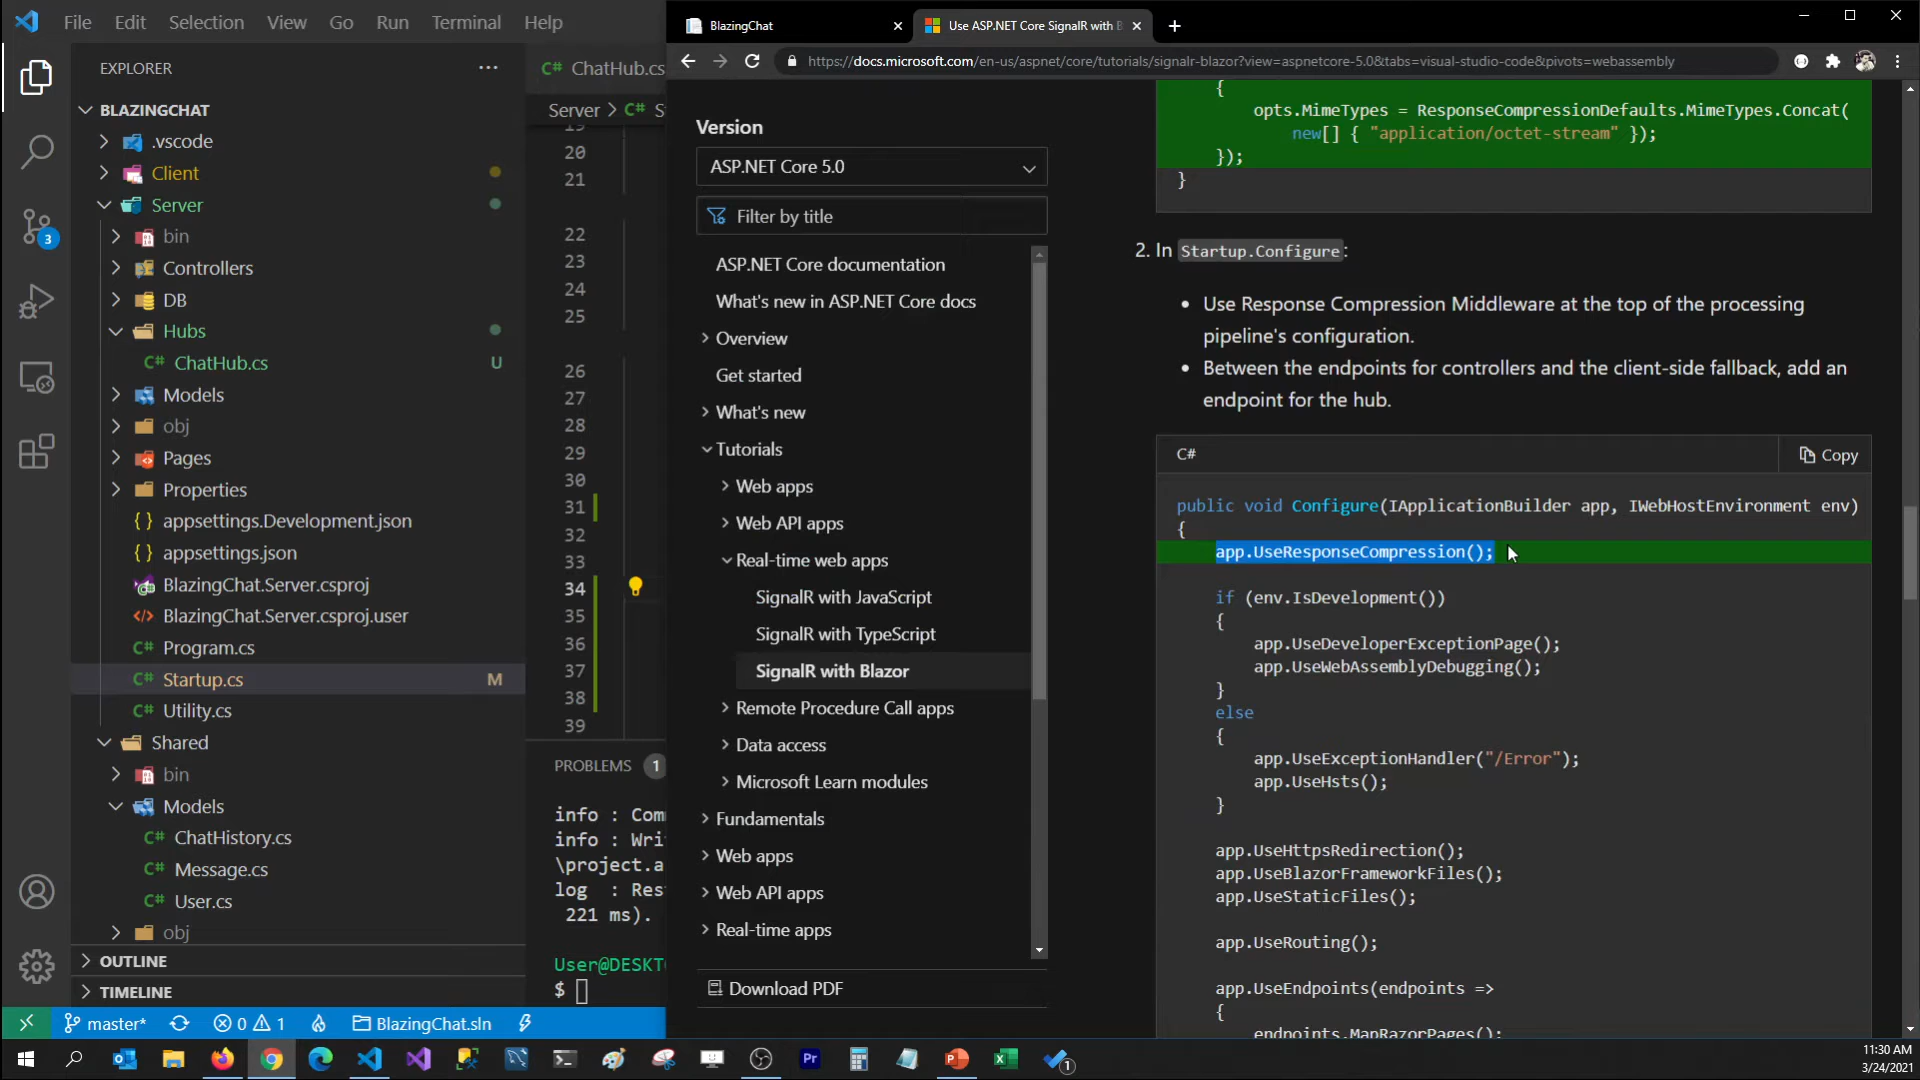 File Edit Selection View Go Run Terminal Help
EXPLORER
BLAZINGCHAT
.vscode
Client
Server
bin
Controllers
DB
Hubs
C# ChatHub.cs U
Models
obj
Pages
Properties
{ } appsettings.Development.json
{ } appsettings.json
BlazingChat.Server.csproj
BlazingChat.Server.csproj.user
C# Program.cs
C# Startup.cs M
C# Utility.cs
Shared
bin
Models
C# ChatHistory.cs
C# Message.cs
C# User.cs
obj
OUTLINE
TIMELINE
3
C# ChatHub.cs
Server > C# S
19
20
21
22
23
24
25
26
27
28
29
30
31
32
33
34
35
36
37
38
39
PROBLEMS 1
info : Com
info : Wri
\project.a
log : Res
221 ms).
User@DESKT
$
master* 0 1 BlazingChat.sln
BlazingChat
Use ASP.NET Core SignalR with B
https://docs.microsoft.com/en-us/aspnet/core/tutorials/signalr-blazor?view=aspnetcore-5.0&tabs=visual-studio-code&pivots=webassembly
Version
ASP.NET Core 5.0
Filter by title
ASP.NET Core documentation
What's new in ASP.NET Core docs
Overview
Get started
What's new
Tutorials
Web apps
Web API apps
Real-time web apps
SignalR with JavaScript
SignalR with TypeScript
SignalR with Blazor
Remote Procedure Call apps
Data access
Microsoft Learn modules
Fundamentals
Web apps
Web API apps
Real-time apps
Download PDF
{
opts.MimeTypes = ResponseCompressionDefaults.MimeTypes.Concat(
new[] { "application/octet-stream" });
});
}
2. In Startup.Configure:
• Use Response Compression Middleware at the top of the processing
pipeline's configuration.
• Between the endpoints for controllers and the client-side fallback, add an
endpoint for the hub.
C# Copy
public void Configure(IApplicationBuilder app, IWebHostEnvironment env)
{
app.UseResponseCompression();
if (env.IsDevelopment())
{
app.UseDeveloperExceptionPage();
app.UseWebAssemblyDebugging();
}
else
{
app.UseExceptionHandler("/Error");
app.UseHsts();
}
app.UseHttpsRedirection();
app.UseBlazorFrameworkFiles();
app.UseStaticFiles();
app.UseRouting();
app.UseEndpoints(endpoints =>
{
endpoints.MapRazorPages();
Pr
1
11:30 AM
3/24/2021